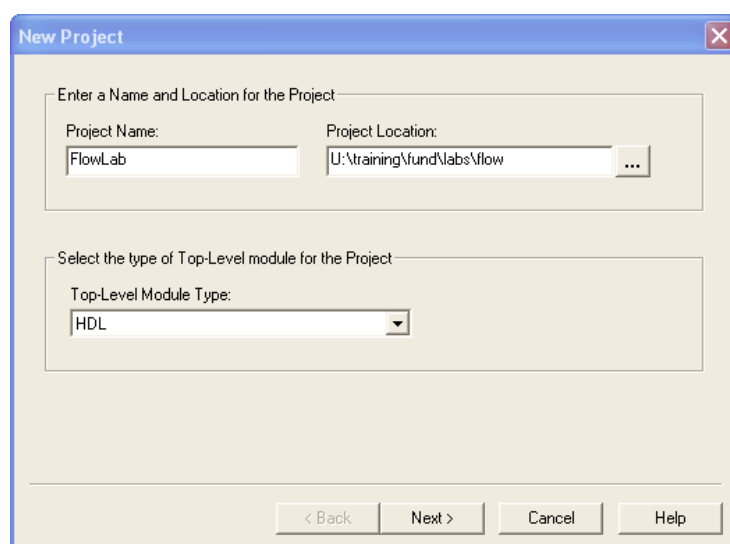 New Project
Enter a Name and Location for the Project
Project Name: Project Location:
FlowLab U:\training\fund\labs\flow ...
Select the type of Top-Level module for the Project
Top-Level Module Type:
HDL
< Back Next > Cancel Help